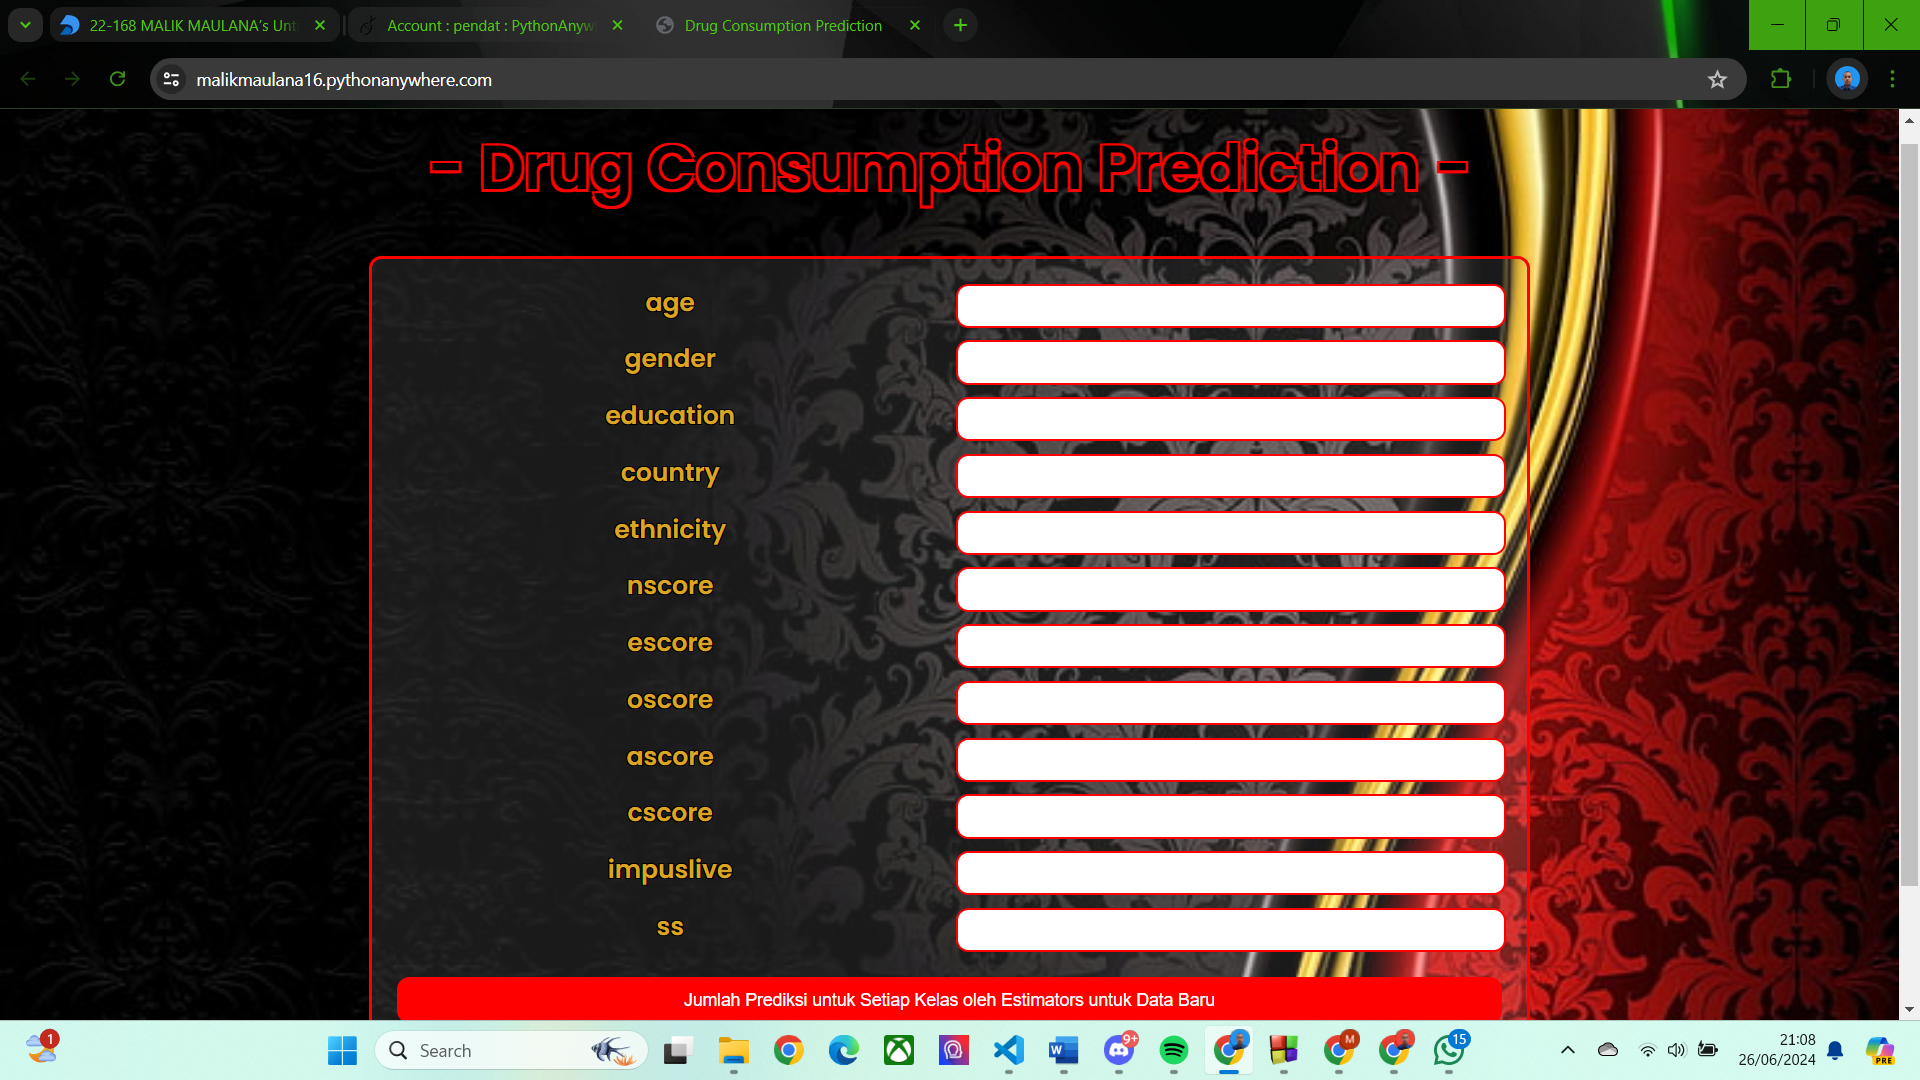 22-168 MALIK MAULANA's Unt
Account : pendat : PythonAnyw
Drug Consumption Prediction
malikmaulana16.pythonanywhere.com
- Drug Consumption Prediction -
age
gender
education
country
ethnicity
nscore
escore
oscore
ascore
cscore
impuslive
ss
Jumlah Prediksi untuk Setiap Kelas oleh Estimators untuk Data Baru
1
Search
W
9+
M
15
21:08
26/06/2024
PRE